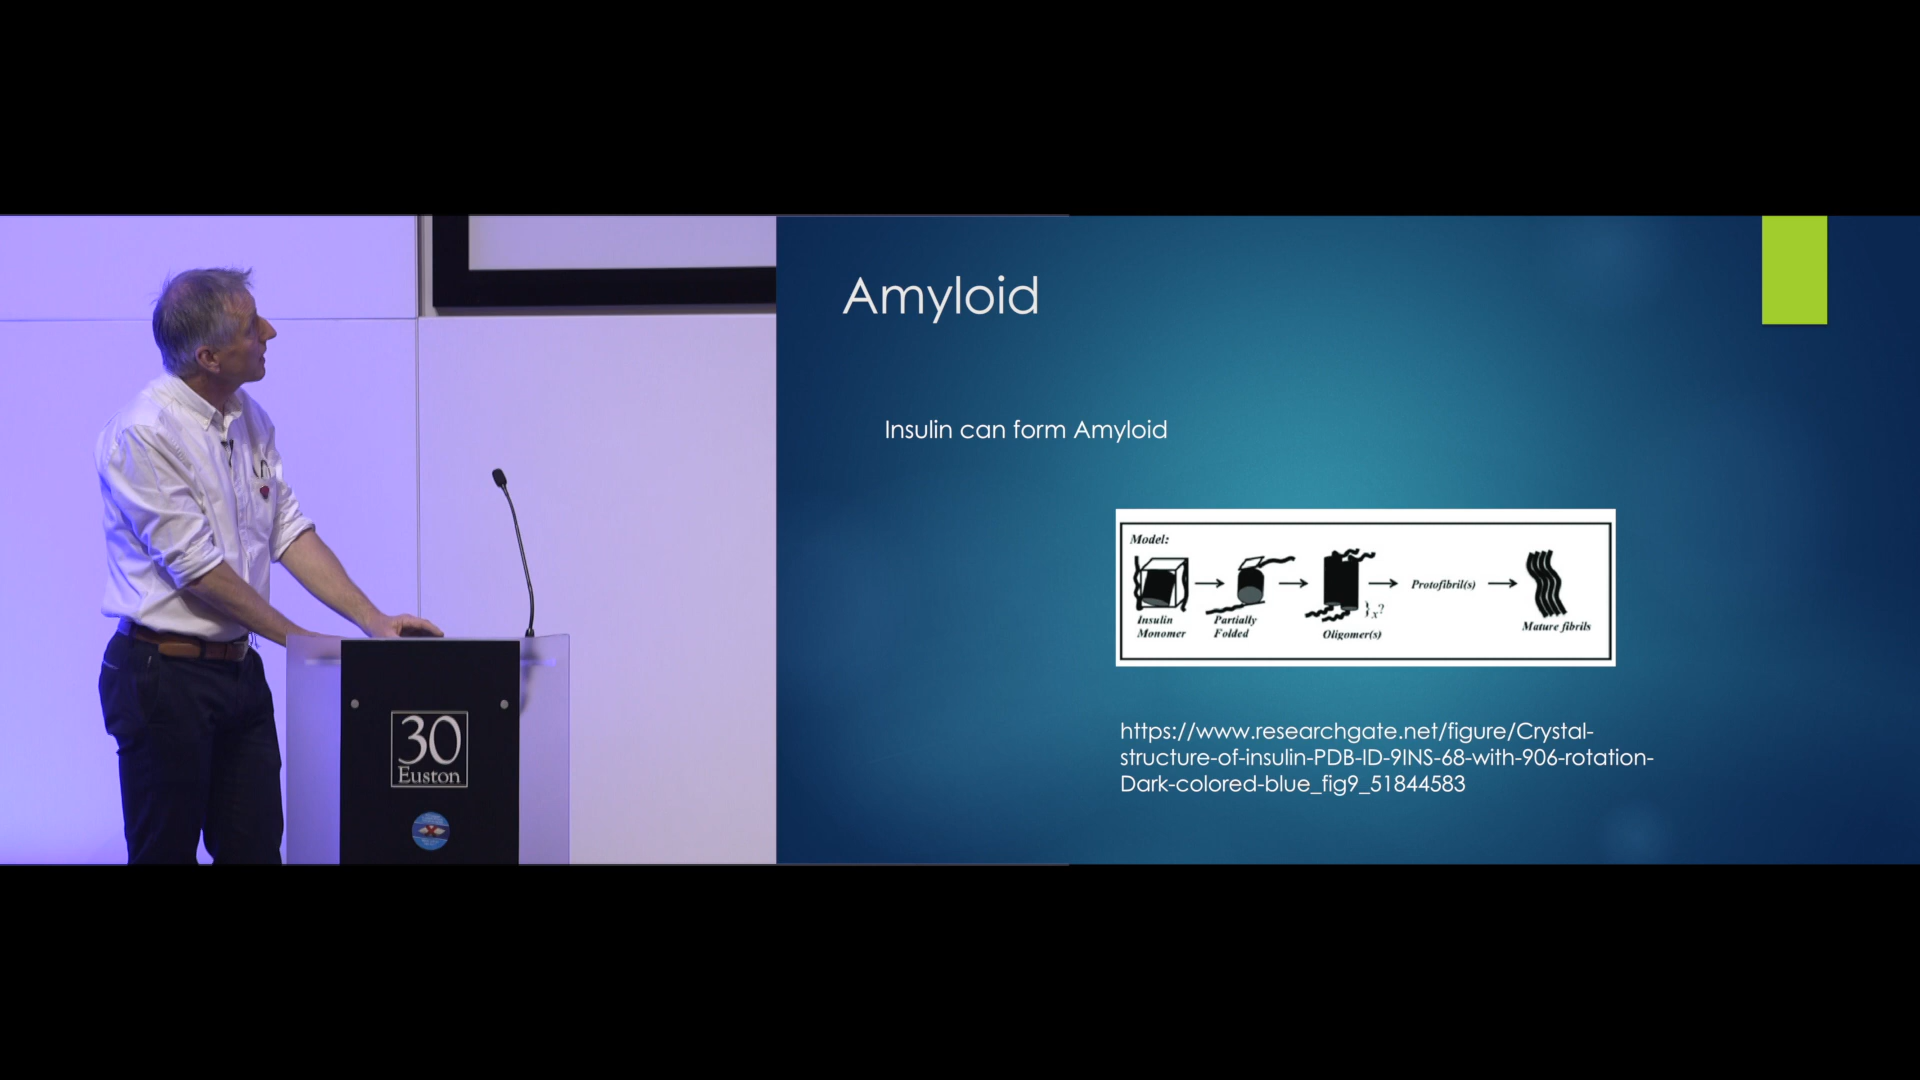 Amyloid
Insulin can form Amyloid
Model:
Insulin
Monomer
Partially
Folded
}x?
Oligomer(s)
Protofibril(s)
Mature fibrils
https://www.researchgate.net/figure/Crystal-
structure-of-insulin-PDB-ID-9INS-68-with-906-rotation-
Dark-colored-blue_fig9_51844583
30
Euston